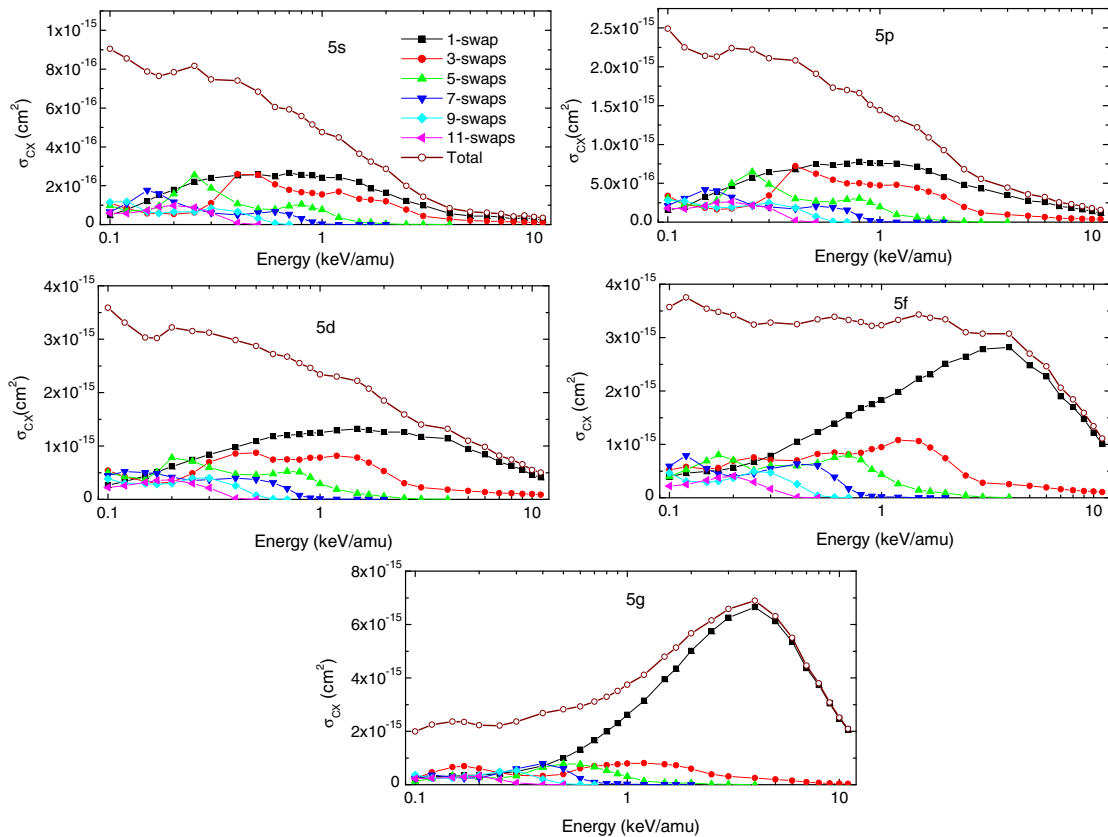 5s
1-swap
3-swaps
5-swaps
7-swaps
9-swaps
11-swaps
Total
1x10⁻¹⁵
8x10⁻¹⁶
6x10⁻¹⁶
4x10⁻¹⁶
2x10⁻¹⁶
0
σCX (cm²)
0.1 1 10
Energy (keV/amu)
5p
2.5x10⁻¹⁵
2.0x10⁻¹⁵
1.5x10⁻¹⁵
1.0x10⁻¹⁵
5.0x10⁻¹⁶
0.0
σCX (cm²)
0.1 1 10
Energy (keV/amu)
5d
4x10⁻¹⁵
3x10⁻¹⁵
2x10⁻¹⁵
1x10⁻¹⁵
0
σCX(cm²)
0.1 1 10
Energy (keV/amu)
5f
4x10⁻¹⁵
3x10⁻¹⁵
2x10⁻¹⁵
1x10⁻¹⁵
0
σCX (cm²)
0.1 1 10
Energy (keV/amu)
5g
8x10⁻¹⁵
6x10⁻¹⁵
4x10⁻¹⁵
2x10⁻¹⁵
0
σCX (cm²)
0.1 1 10
Energy (keV/amu)